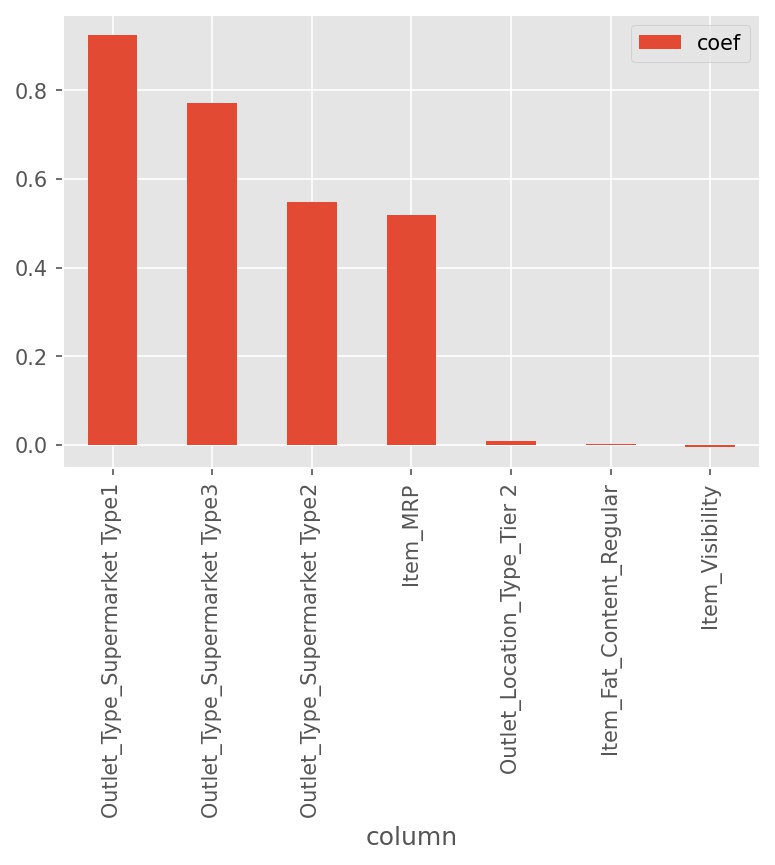 coef
0.8
0.6
0.4
0.2
0.0
Outlet_Type_Supermarket Type1
Outlet_Type_Supermarket Type3
Outlet_Type_Supermarket Type2
Item_MRP
Outlet_Location_Type_Tier 2
Item_Fat_Content_Regular
Item_Visibility
column